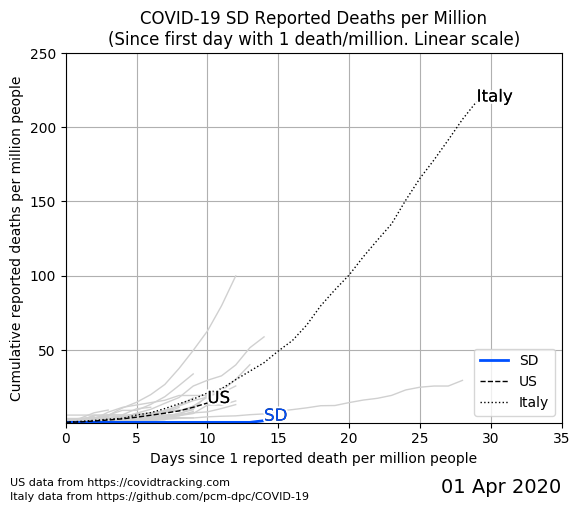 COVID-19 SD Reported Deaths per Million
(Since first day with 1 death/million. Linear scale)
Cumulative reported deaths per million people
250
200
150
100
50
Italy
US
SD
SD
US
Italy
0 5 10 15 20 25 30 35
Days since 1 reported death per million people
US data from https://covidtracking.com
Italy data from https://github.com/pcm-dpc/COVID-19
01 Apr 2020